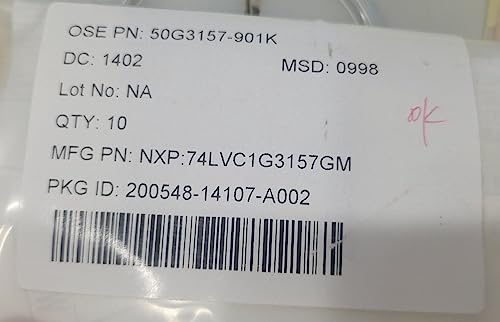 OSE PN: 50G3157-901K
DC: 1402 MSD: 0998
Lot No: NA
OK
QTY: 10
MFG PN: NXP:74LVC1G3157GM
PKG ID: 200548-14107-A002